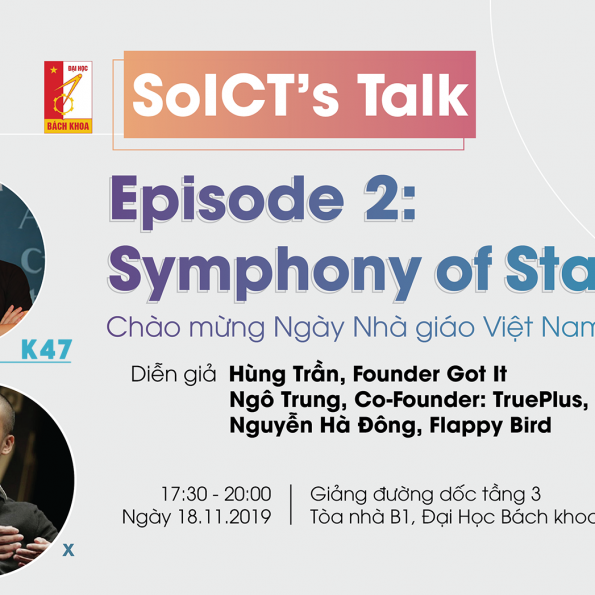 ĐẠI HỌC
BÁCH KHOA
SoICT's Talk
Episode 2:
Symphony of Sta
Chào mừng Ngày Nhà giáo Việt Nam
K47
Diễn giả Hùng Trần, Founder Got It
Ngô Trung, Co-Founder: TruePlus,
Nguyễn Hà Đông, Flappy Bird
17:30 - 20:00
Ngày 18.11.2019
Giảng đường dốc tầng 3
Tòa nhà B1, Đại Học Bách khoa
x